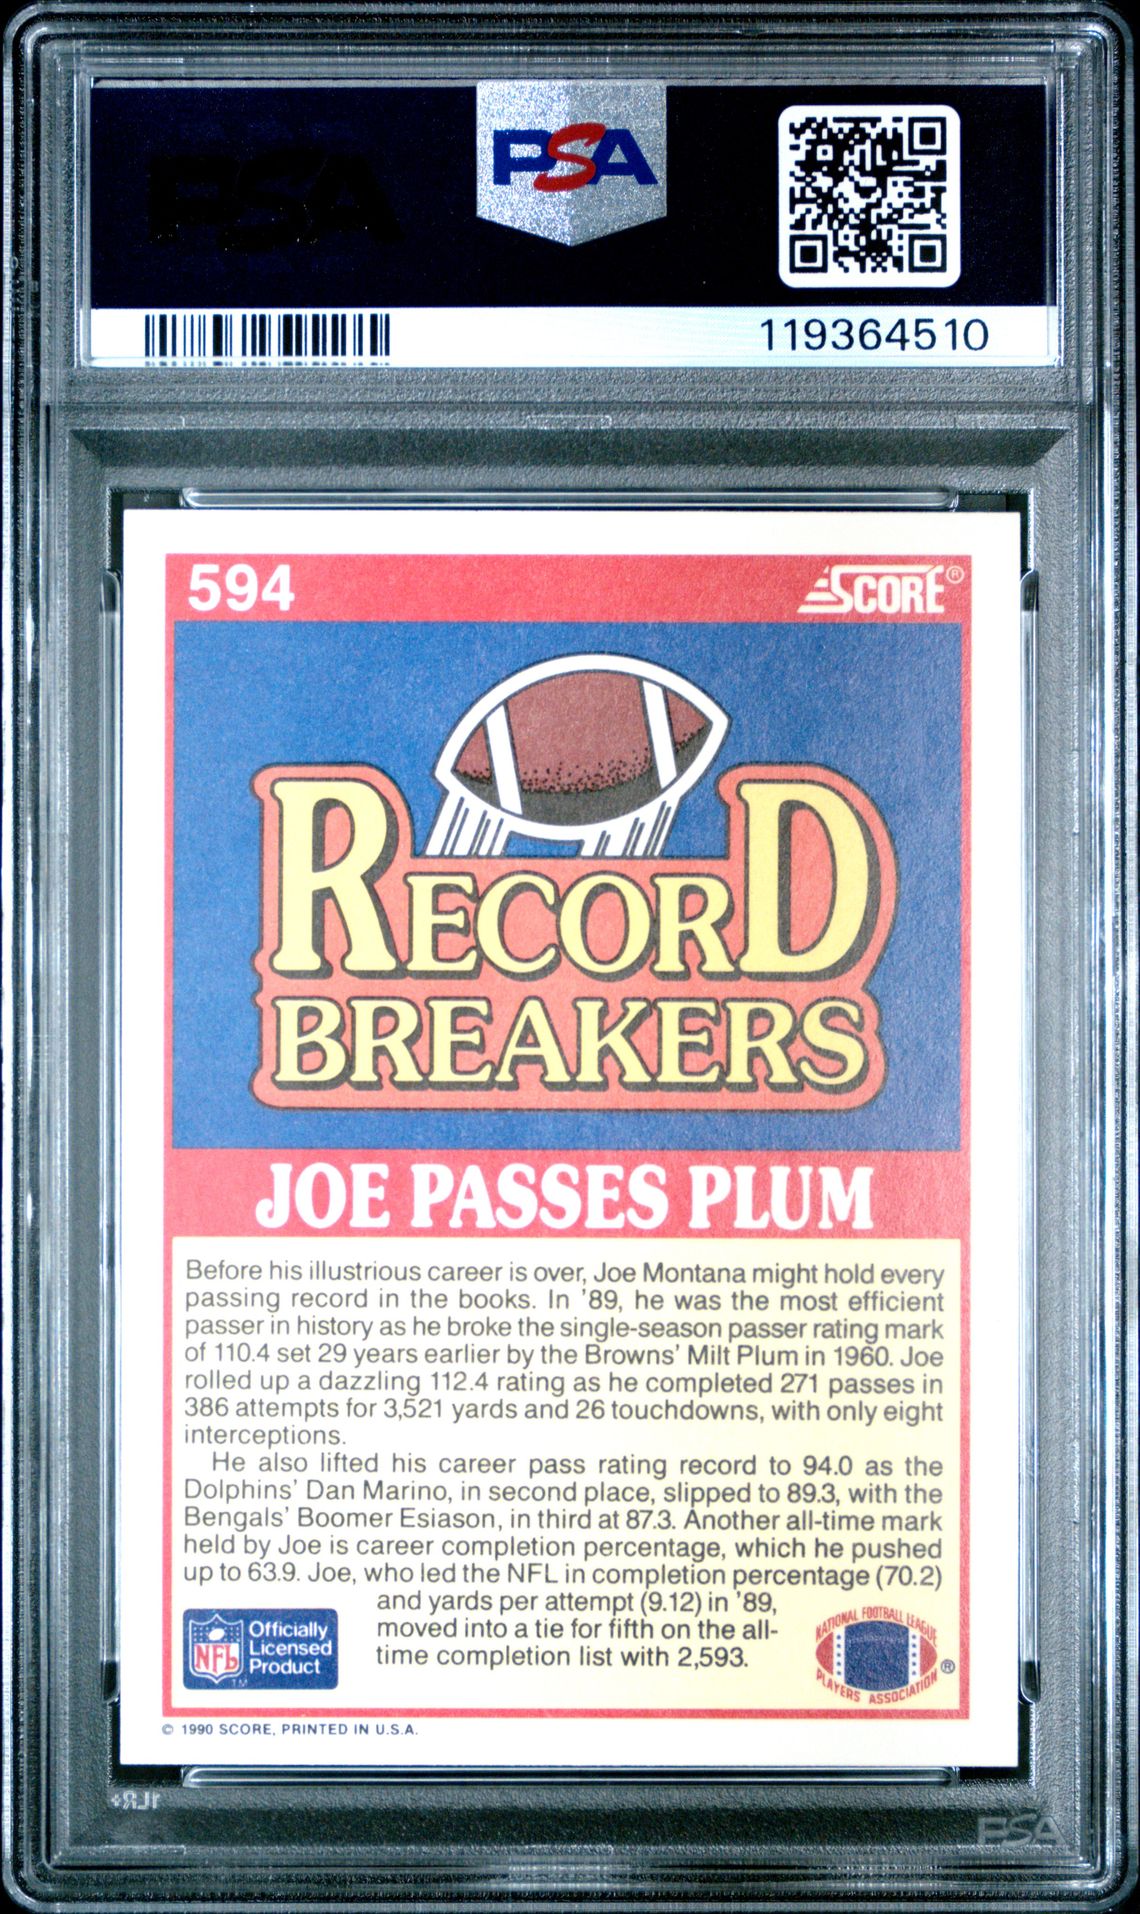 PSA
119364510
594
SCORE®
RECORD
BREAKERS
JOE PASSES PLUM
Before his illustrious career is over, Joe Montana might hold every
passing record in the books. In '89, he was the most efficient
passer in history as he broke the single-season passer rating mark
of 110.4 set 29 years earlier by the Browns' Milt Plum in 1960. Joe
rolled up a dazzling 112.4 rating as he completed 271 passes in
386 attempts for 3,521 yards and 26 touchdowns, with only eight
interceptions.
He also lifted his career pass rating record to 94.0 as the
Dolphins' Dan Marino, in second place, slipped to 89.3, with the
Bengals' Boomer Esiason, in third at 87.3. Another all-time mark
held by Joe is career completion percentage, which he pushed
up to 63.9. Joe, who led the NFL in completion percentage (70.2)
and yards per attempt (9.12) in '89,
moved into a tie for fifth on the all-
time completion list with 2,593.
NFL
Officially
Licensed
Product
TM
NATIONAL FOOTBALL LEAGUE
PLAYERS ASSOCIATION
®
© 1990 SCORE, PRINTED IN U.S.A.
PSA